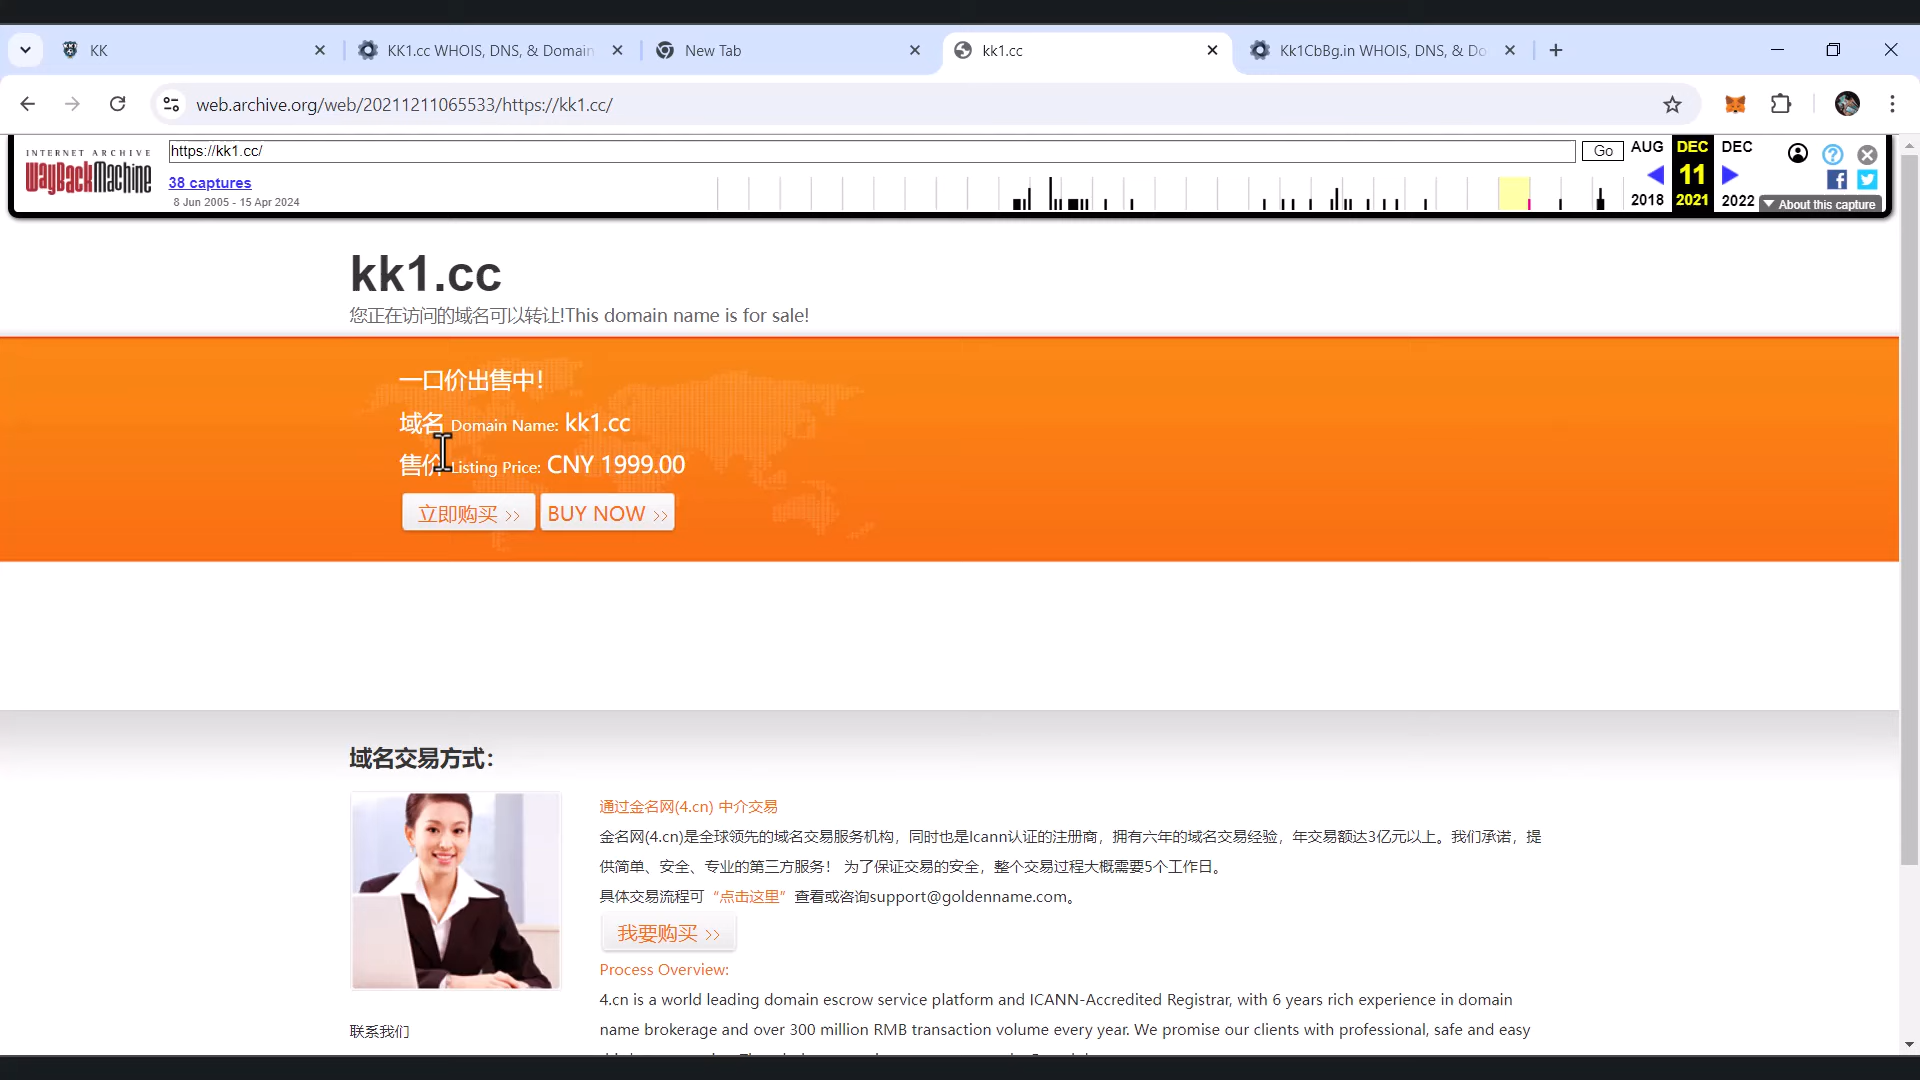 KK
KK1.cc WHOIS, DNS, & Domain
New Tab
kk1.cc
Kk1CbBg.in WHOIS, DNS, & Do
web.archive.org/web/20211211065533/https://kk1.cc/
INTERNET ARCHIVE
WayBackMachine
https://kk1.cc/
Go
AUG DEC DEC
38 captures
11
8 Jun 2005 - 15 Apr 2024
2018 2021 2022
About this capture
kk1.cc
您正在访问的域名可以转让!This domain name is for sale!
一口价出售中!
域名 Domain Name: kk1.cc
售价 Listing Price: CNY 1999.00
立即购买 >> BUY NOW >>
域名交易方式:
通过金名网(4.cn) 中介交易
金名网(4.cn)是全球领先的域名交易服务机构，同时也是Icann认证的注册商，拥有六年的域名交易经验，年交易额达3亿元以上。我们承诺，提
供简单、安全、专业的第三方服务！ 为了保证交易的安全，整个交易过程大概需要5个工作日。
具体交易流程可 “点击这里” 查看或咨询support@goldenname.com。
我要购买 >>
Process Overview:
4.cn is a world leading domain escrow service platform and ICANN-Accredited Registrar, with 6 years rich experience in domain
name brokerage and over 300 million RMB transaction volume every year. We promise our clients with professional, safe and easy
联系我们